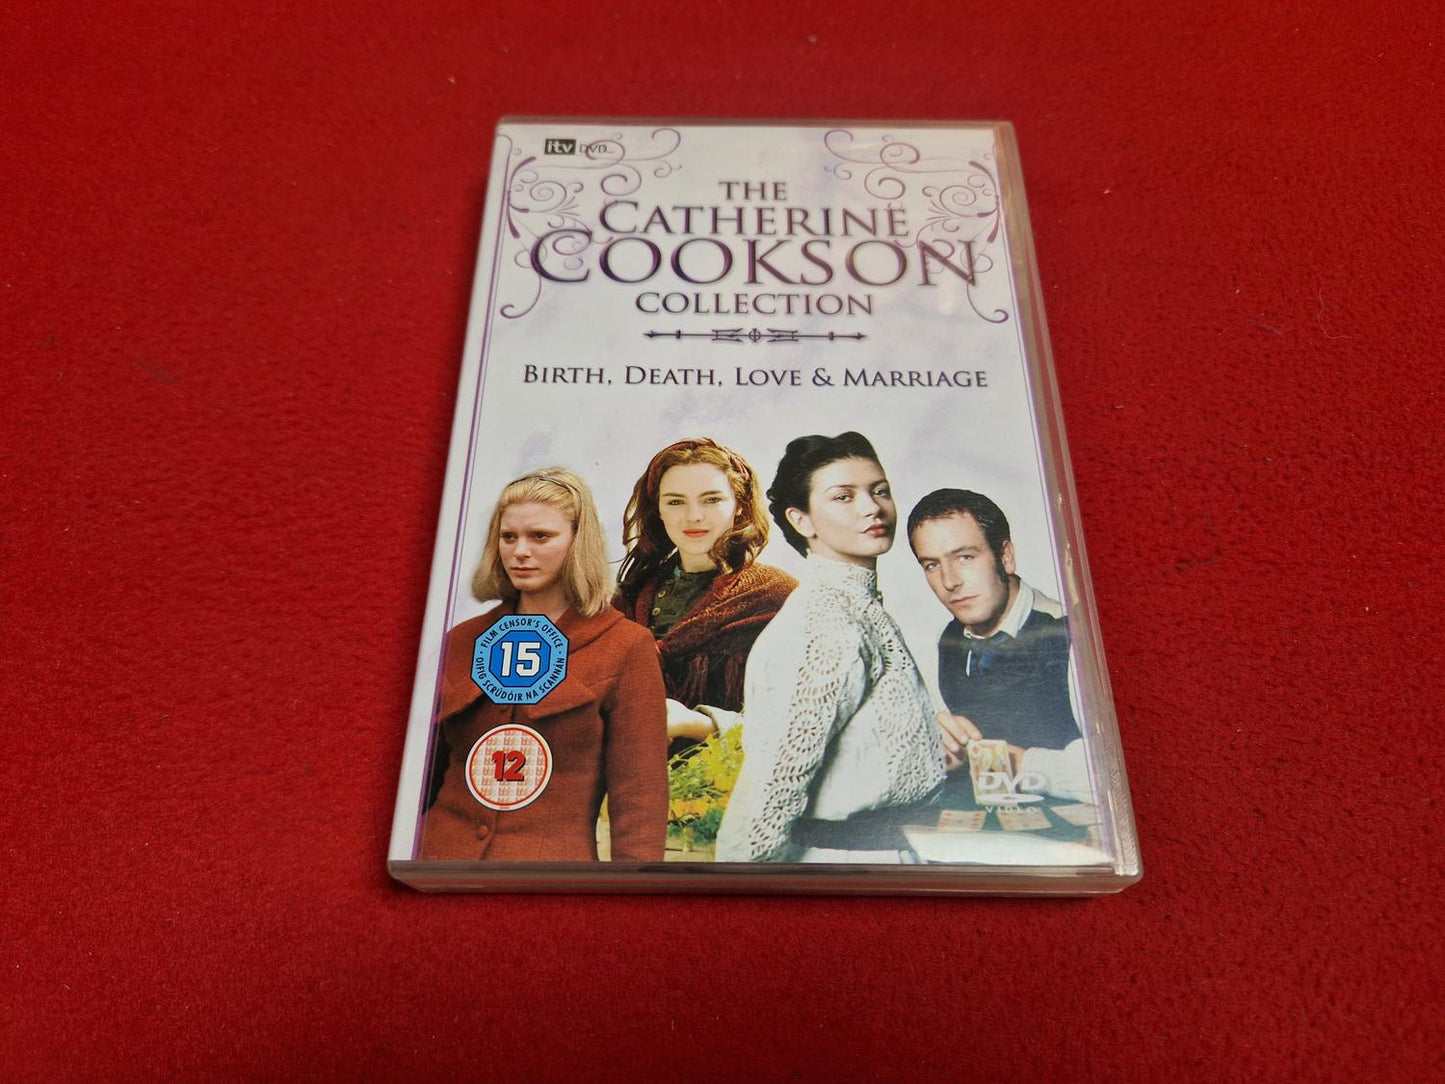 itv DVD
THE
CATHERINE
COOKSON
COLLECTION
BIRTH, DEATH, LOVE & MARRIAGE
FILM CENSOR'S OFFICE
15
OIFIG SCRÚDÓIR NA SCANNÁN
12
DVD
VIDEO